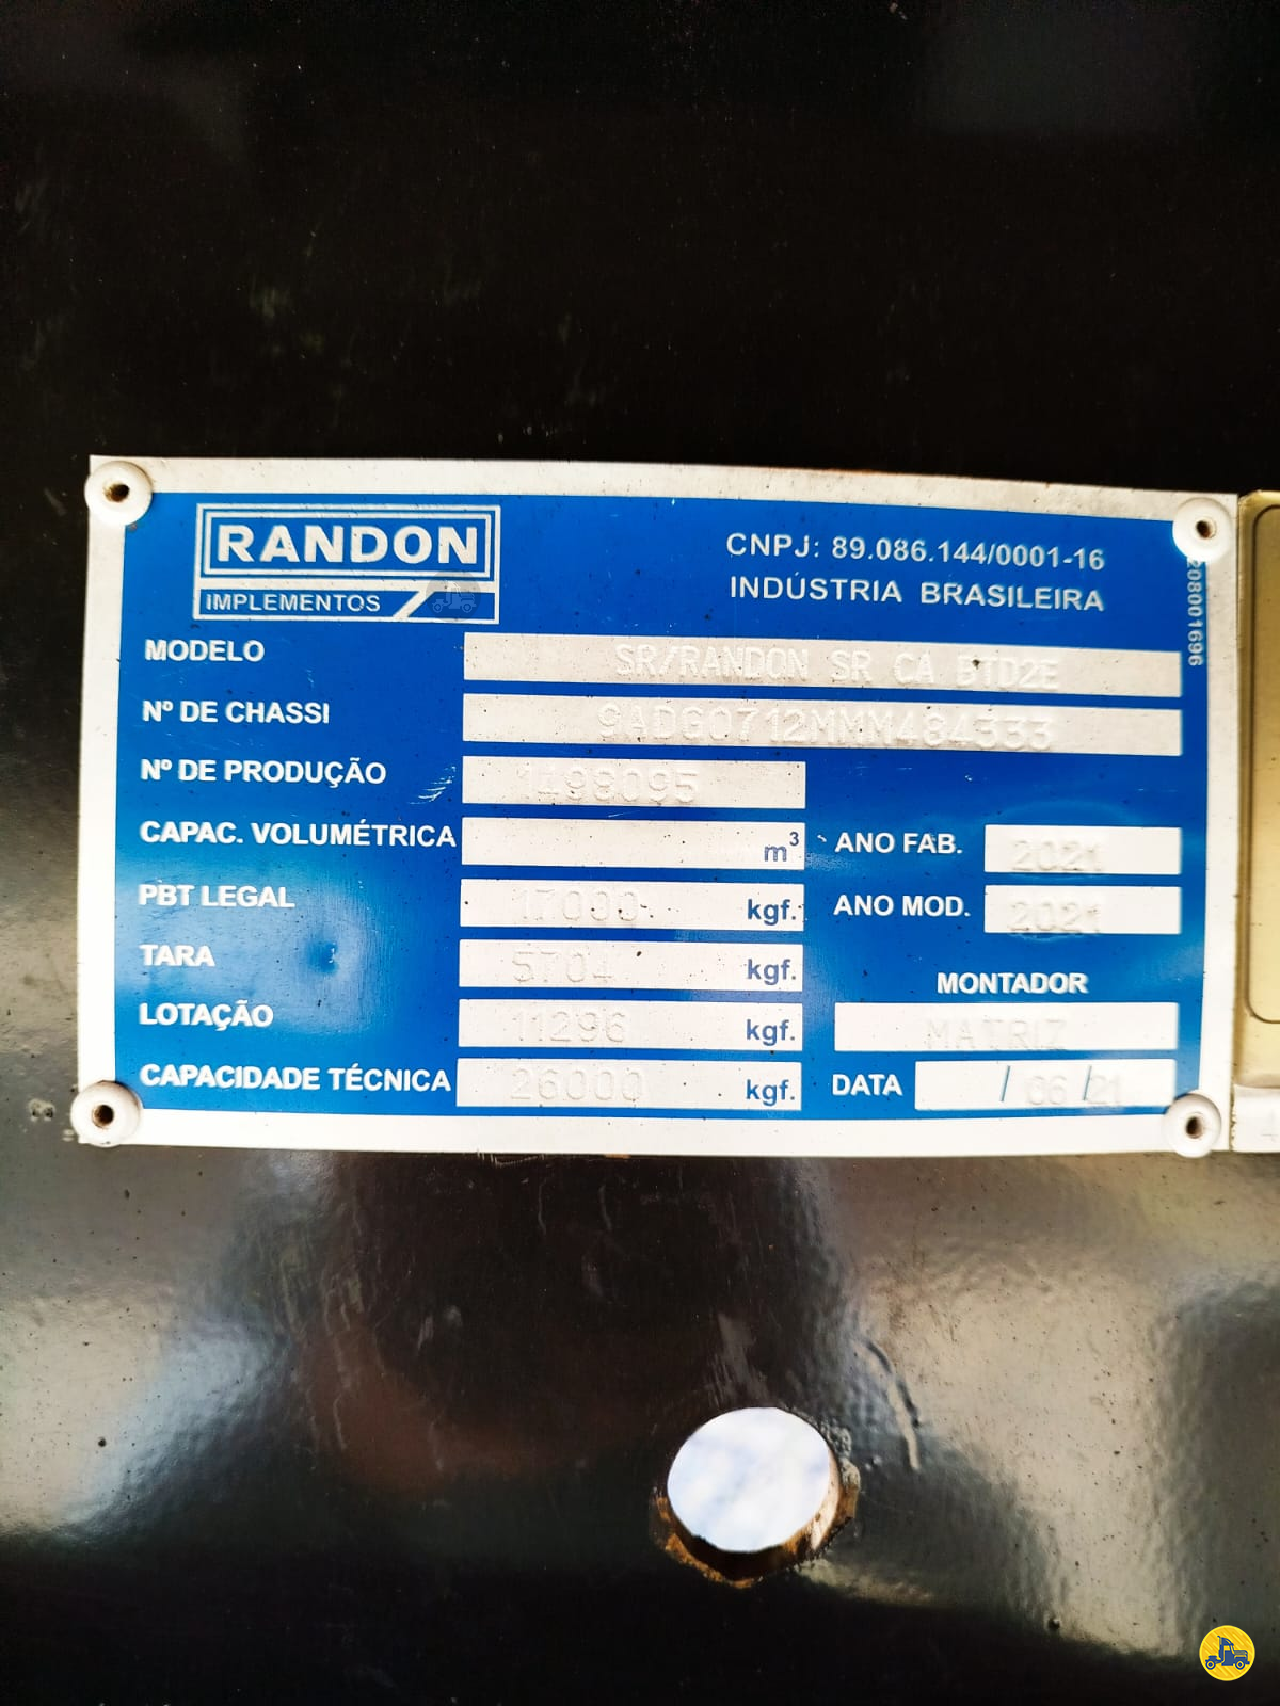 RANDON
IMPLEMENTOS
CNPJ: 89.086.144/0001-16
INDÚSTRIA BRASILEIRA
208001696
MODELO SR/RANDON SR CA BTD2E
Nº DE CHASSI 9ADG0712MMM484333
Nº DE PRODUÇÃO 1498095
CAPAC. VOLUMÉTRICA m³ ANO FAB. 2021
PBT LEGAL 17000 kgf. ANO MOD. 2021
TARA 5704 kgf.
MONTADOR
LOTAÇÃO 11296 kgf. MATRIZ
CAPACIDADE TÉCNICA 26000 kgf. DATA / 06 /21